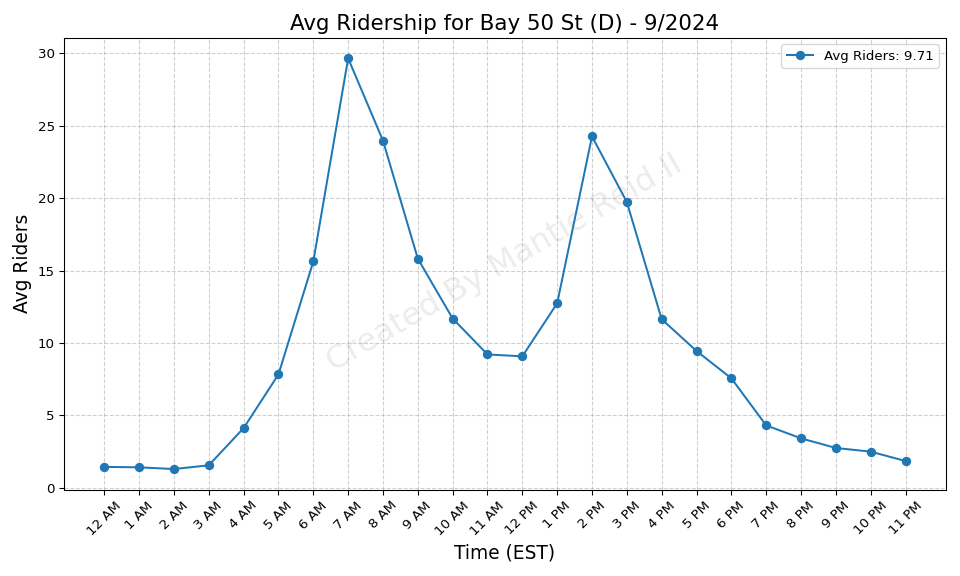 Avg Ridership for Bay 50 St (D) - 9/2024
Avg Riders: 9.71
30
25
20
15
10
5
0
Avg Riders
Created By Mantie Reid II
12 AM
1 AM
2 AM
3 AM
4 AM
5 AM
6 AM
7 AM
8 AM
9 AM
10 AM
11 AM
12 PM
1 PM
2 PM
3 PM
4 PM
5 PM
6 PM
7 PM
8 PM
9 PM
10 PM
11 PM
Time (EST)